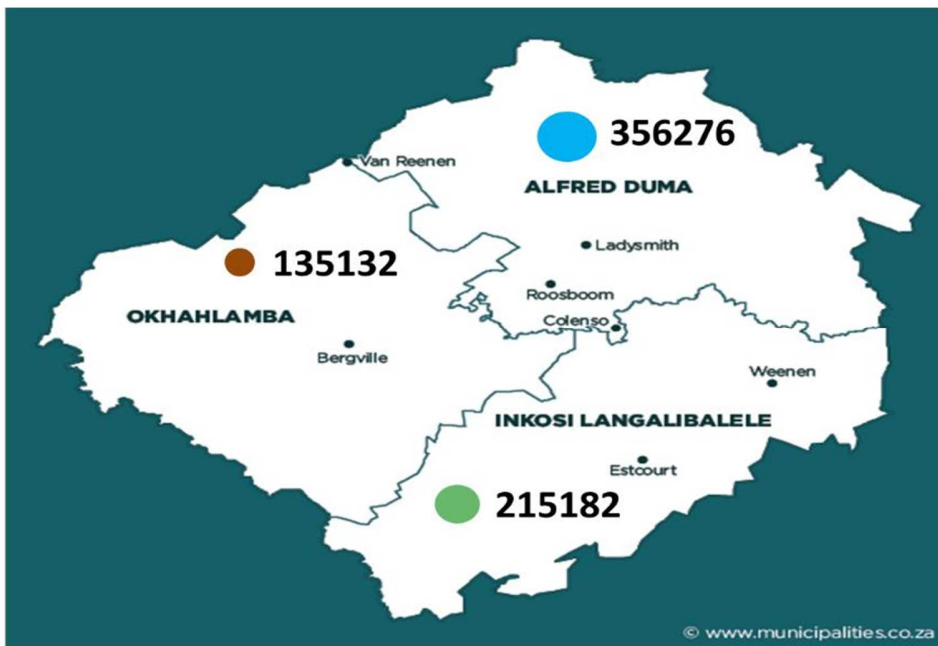 356276
Van Reenen
ALFRED DUMA
Ladysmith
135132
Roosboom
OKHAHLAMBA
Colenso
Bergville
Weenen
INKOSI LANGALIBALELE
Estcourt
215182
© www.municipalities.co.za